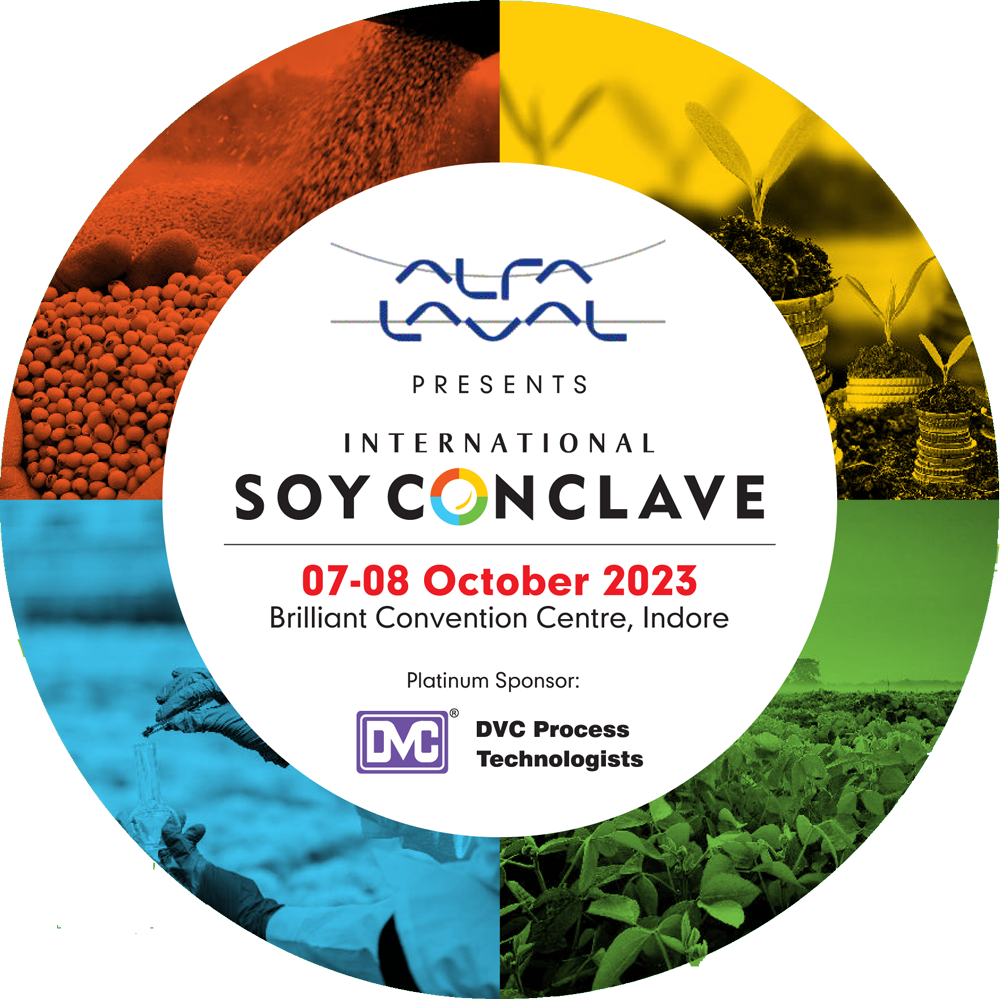 ALFA
LAVAL
PRESENTS
INTERNATIONAL
SOY CONCLAVE
07-08 October 2023
Brilliant Convention Centre, Indore
Platinum Sponsor:
DVC®
DVC Process
Technologists